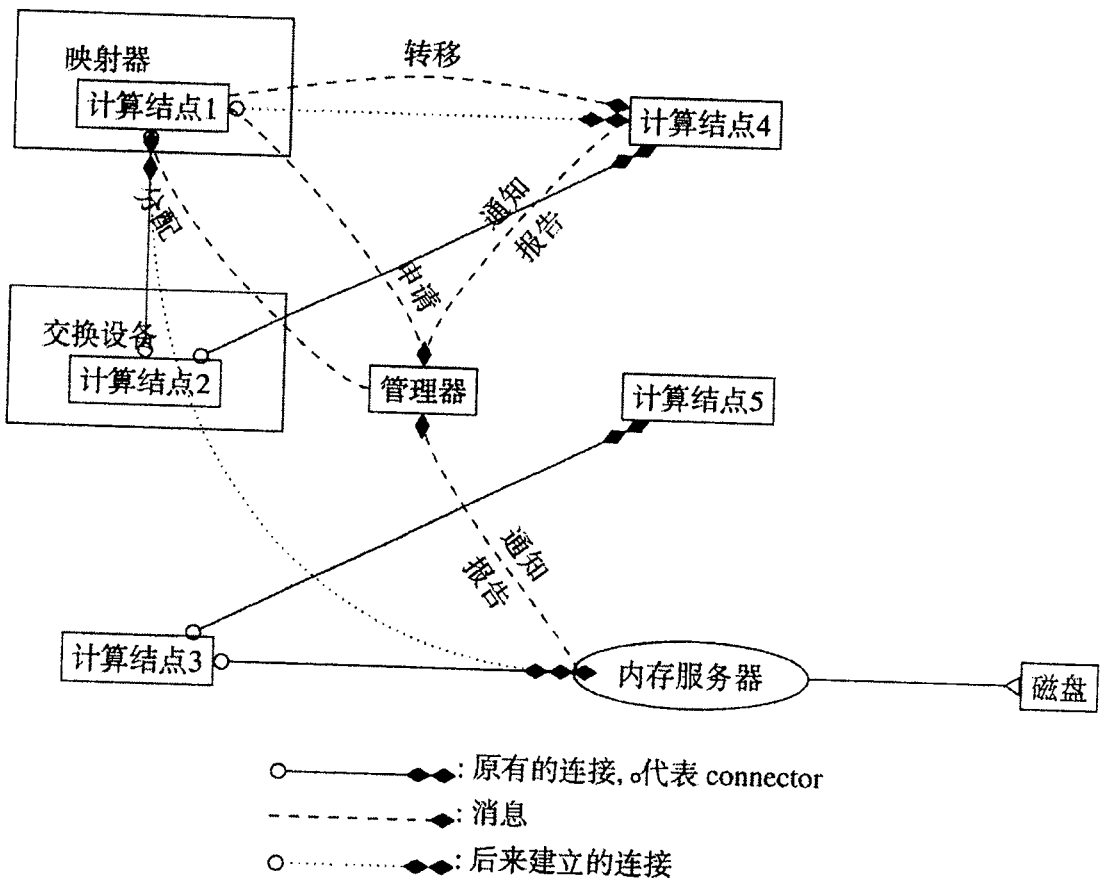 映射器
转移
计算结点1
计算结点4
分配
通知
报告
申请
交换设备
计算结点2
管理器
计算结点5
通知
报告
计算结点3
内存服务器
磁盘
: 原有的连接, o代表 connector
: 消息
: 后来建立的连接